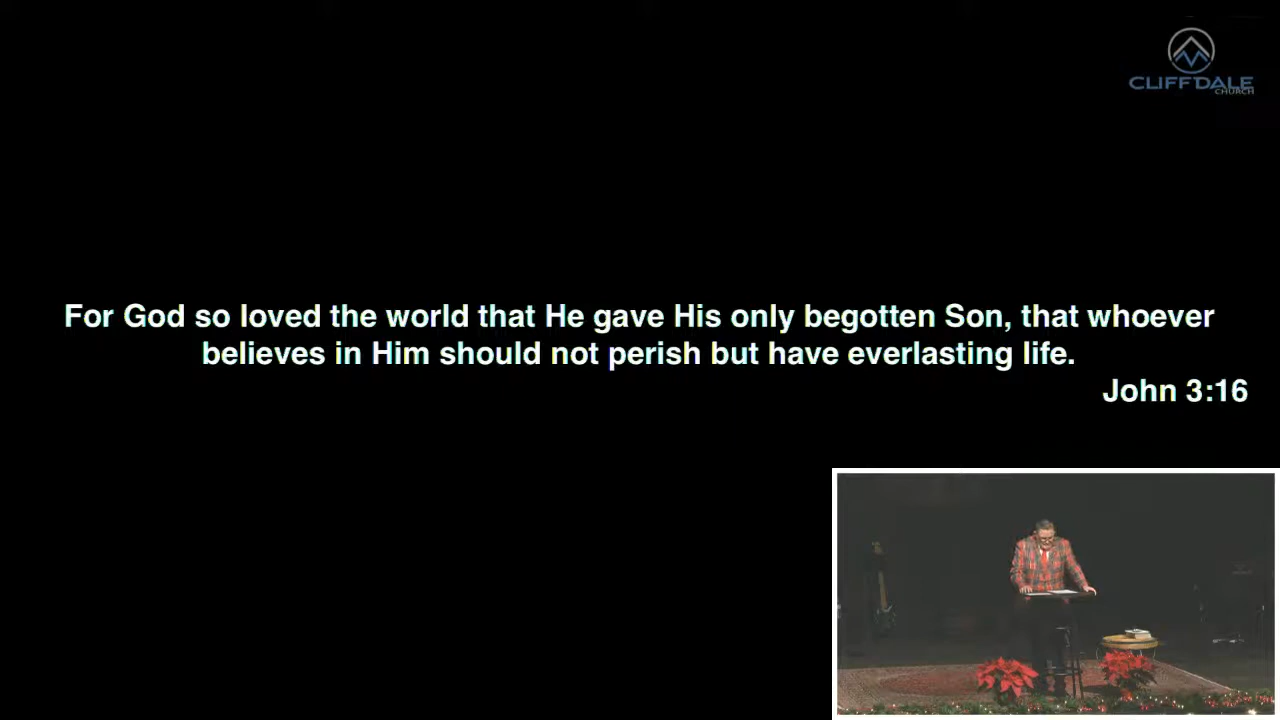 CLIFFDALE
CHURCH
For God so loved the world that He gave His only begotten Son, that whoever
believes in Him should not perish but have everlasting life.
John 3:16